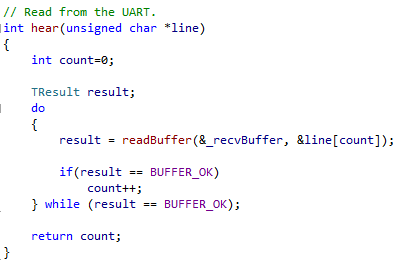 // Read from the UART.
int hear(unsigned char *line)
{
    int count=0;

    TResult result;
    do
    {
        result = readBuffer(&_recvBuffer, &line[count]);

        if(result == BUFFER_OK)
            count++;
    } while (result == BUFFER_OK);

    return count;
}